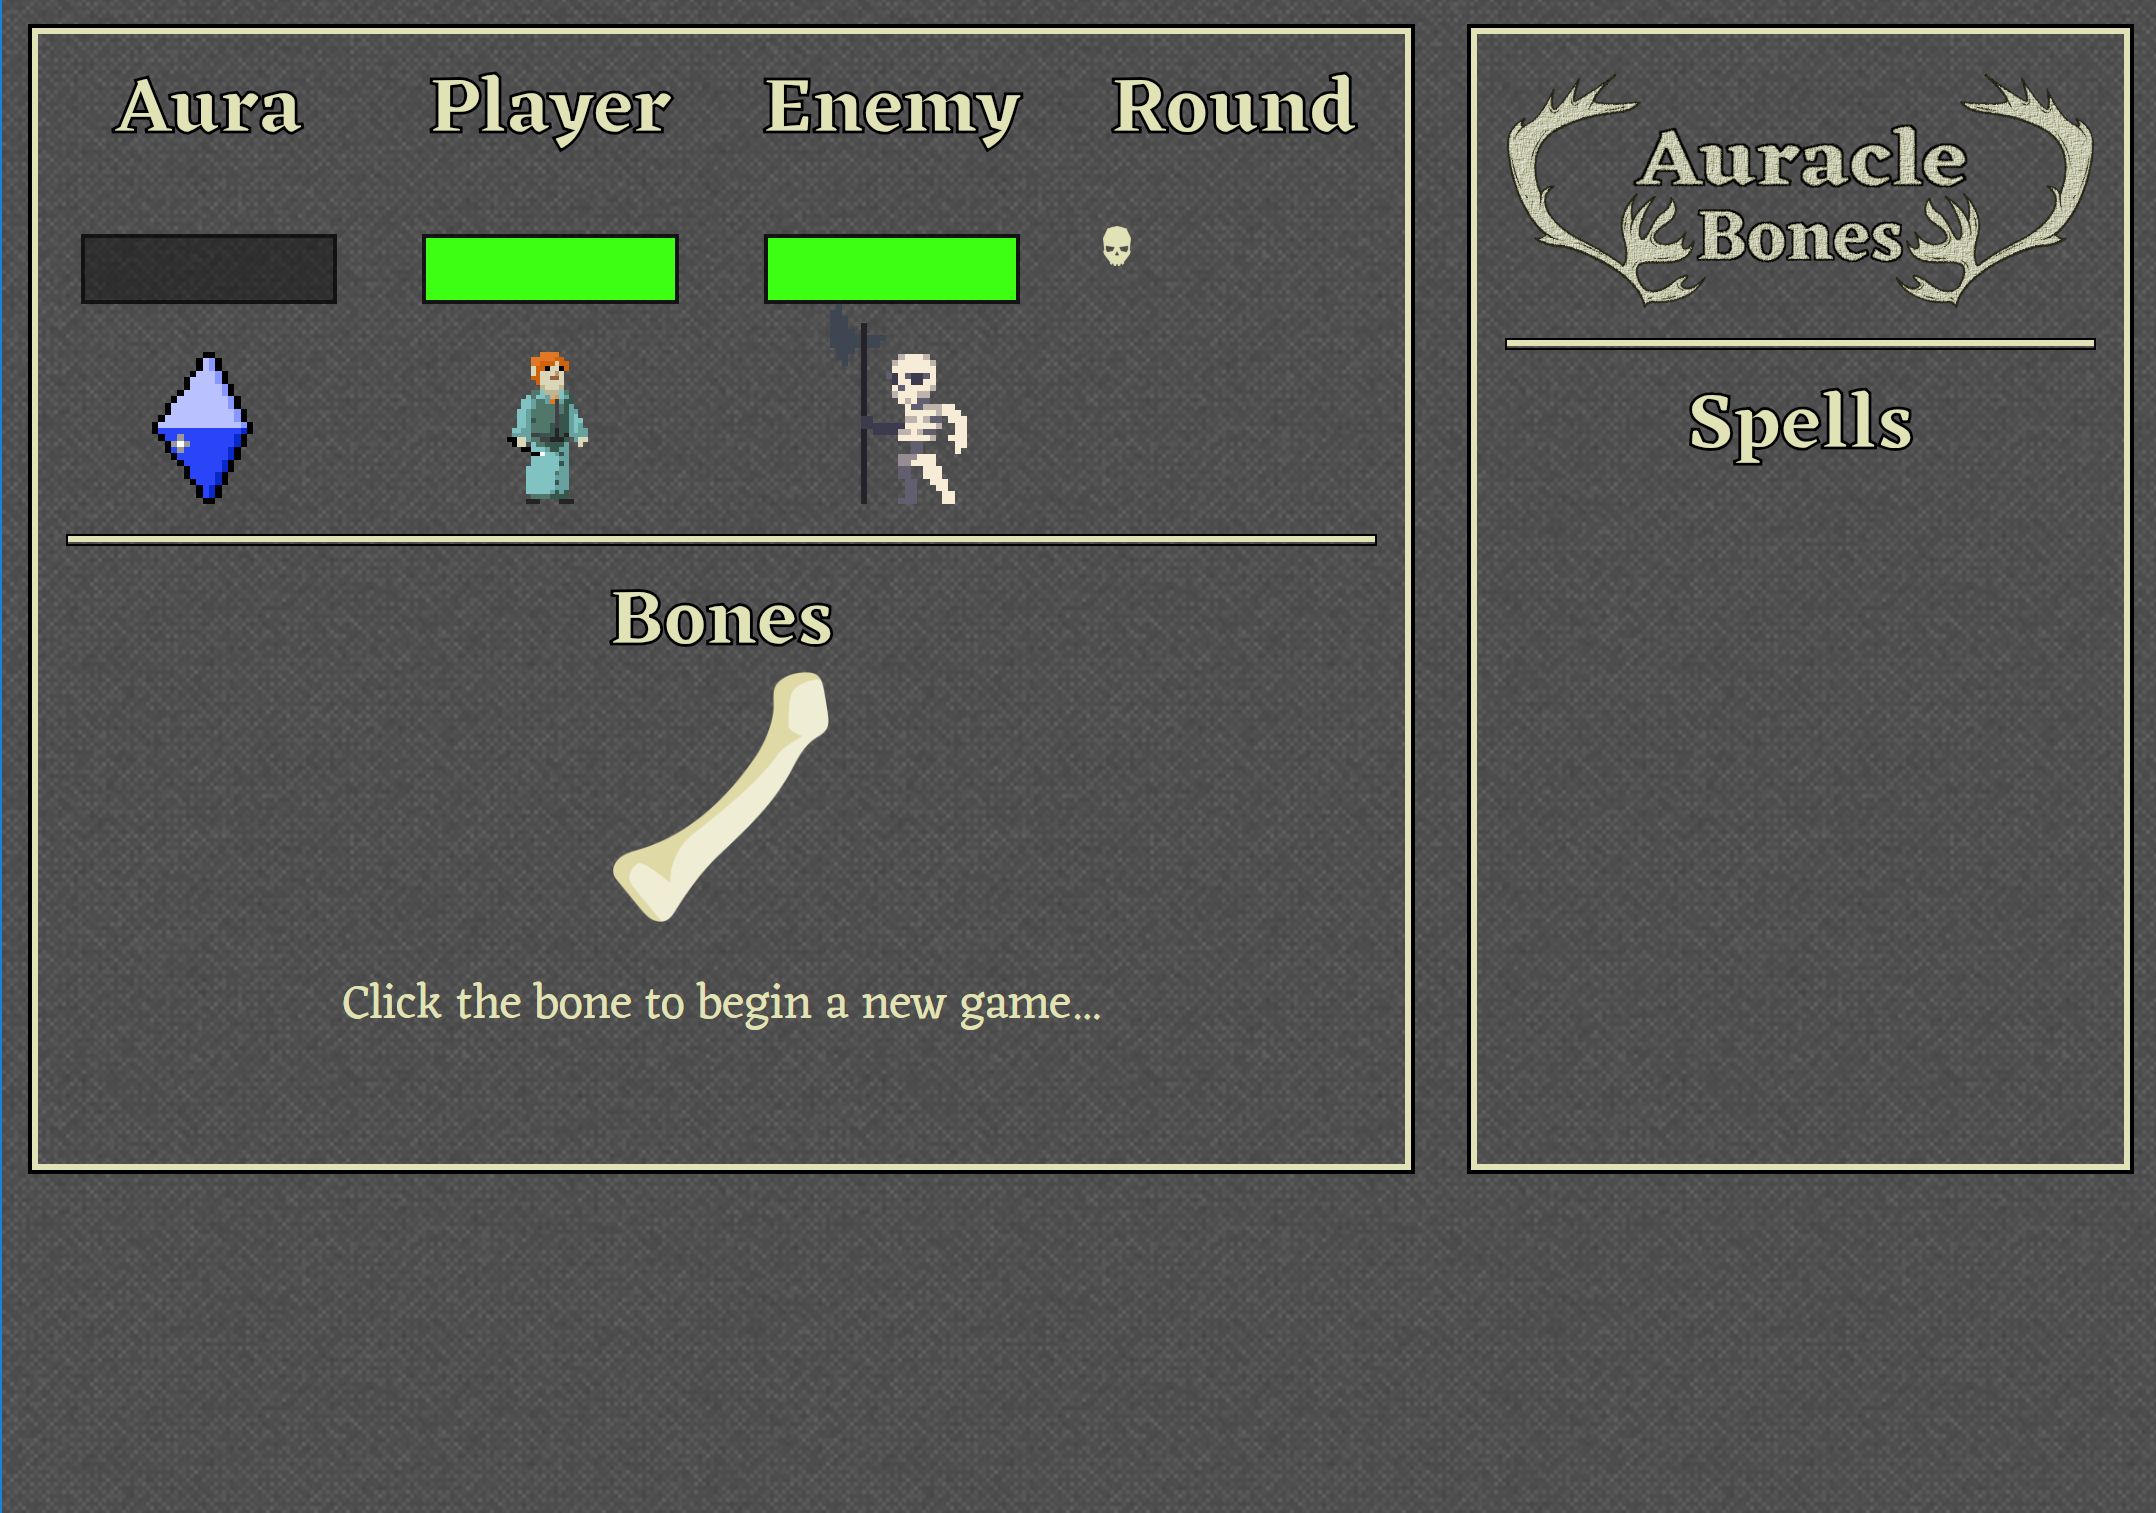 Aura Player Enemy Round
Bones
Click the bone to begin a new game...
Auracle
Bones
Spells